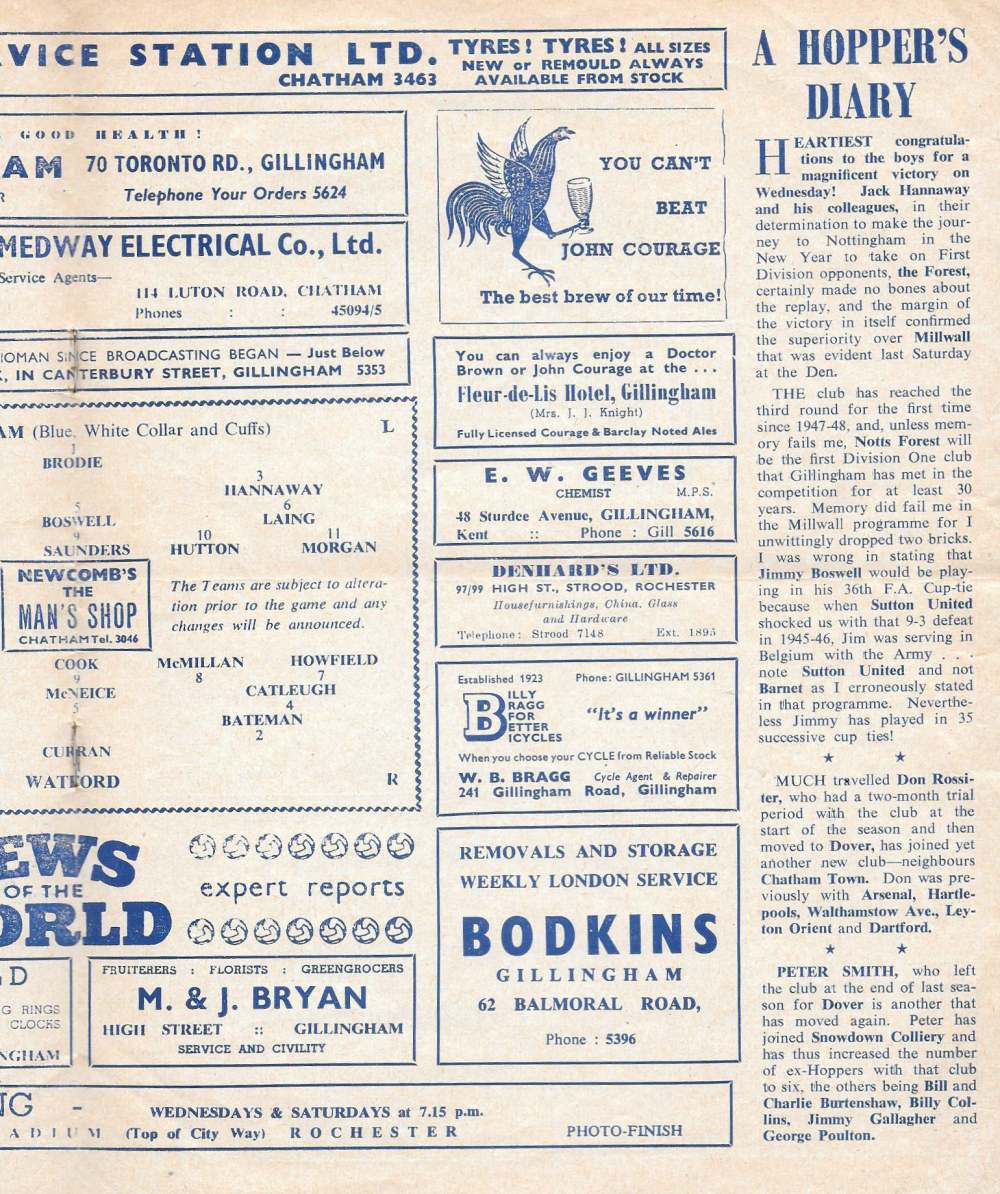 VICE STATION LTD.
CHATHAM 3463
TYRES! TYRES! ALL SIZES
NEW or REMOULD ALWAYS
AVAILABLE FROM STOCK
GOOD HEALTH!
AM 70 TORONTO RD., GILLINGHAM
R Telephone Your Orders 5624
MEDWAY ELECTRICAL Co., Ltd.
Service Agents—
114 LUTON ROAD, CHATHAM
Phones : : 45094/5
IOMAN SINCE BROADCASTING BEGAN — Just Below
, IN CANTERBURY STREET, GILLINGHAM 5353
AM (Blue, White Collar and Cuffs) L
1
BRODIE
3
HANNAWAY
5 6
BOSWELL LAING
9 10 11
SAUNDERS HUTTON MORGAN
NEWCOMB'S
THE
MAN'S SHOP
CHATHAM Tel. 3046
The Teams are subject to altera-
tion prior to the game and any
changes will be announced.
COOK McMILLAN HOWFIELD
9 8 7
McNEICE CATLEUGH
5 4
BATEMAN
2
CURRAN
WATFORD R
EWS
OF THE
ORLD
expert reports
D
G RINGS
CLOCKS
NGHAM
FRUITERERS : FLORISTS : GREENGROCERS
M. & J. BRYAN
HIGH STREET :: GILLINGHAM
SERVICE AND CIVILITY
YOU CAN'T
BEAT
JOHN COURAGE
The best brew of our time!
You can always enjoy a Doctor
Brown or John Courage at the ...
Fleur-de-Lis Hotel, Gillingham
(Mrs. J. J. Knight)
Fully Licensed Courage & Barclay Noted Ales
E. W. GEEVES
CHEMIST M.P.S.
48 Sturdee Avenue, GILLINGHAM,
Kent :: Phone : Gill 5616
DENHARD'S LTD.
97/99 HIGH ST., STROOD, ROCHESTER
Housefurnishings, China, Glass
and Hardware
Telephone: Strood 7148 Ext. 1895
Established 1923 Phone: GILLINGHAM 5361
BILLY
BRAGG
FOR
BETTER
BICYCLES
"It's a winner"
When you choose your CYCLE from Reliable Stock
W. B. BRAGG Cycle Agent & Repairer
241 Gillingham Road, Gillingham
REMOVALS AND STORAGE
WEEKLY LONDON SERVICE
BODKINS
GILLINGHAM
62 BALMORAL ROAD,
Phone : 5396
NG -
ADIUM
WEDNESDAYS & SATURDAYS at 7.15 p.m.
(Top of City Way) ROCHESTER PHOTO-FINISH
A HOPPER'S
DIARY
HEARTIEST congratula-
tions to the boys for a
magnificent victory on
Wednesday! Jack Hannaway
and his colleagues, in their
determination to make the jour-
ney to Nottingham in the
New Year to take on First
Division opponents, the Forest,
certainly made no bones about
the replay, and the margin of
the victory in itself confirmed
the superiority over Millwall
that was evident last Saturday
at the Den.
THE club has reached the
third round for the first time
since 1947-48, and, unless mem-
ory fails me, Notts Forest will
be the first Division One club
that Gillingham has met in the
competition for at least 30
years. Memory did fail me in
the Millwall programme for I
unwittingly dropped two bricks.
I was wrong in stating that
Jimmy Boswell would be play-
ing in his 36th F.A. Cup-tie
because when Sutton United
shocked us with that 9-3 defeat
in 1945-46, Jim was serving in
Belgium with the Army . . .
note Sutton United and not
Barnet as I erroneously stated
in that programme. Neverthe-
less Jimmy has played in 35
successive cup ties!
★ ★
MUCH travelled Don Rossi-
ter, who had a two-month trial
period with the club at the
start of the season and then
moved to Dover, has joined yet
another new club—neighbours
Chatham Town. Don was pre-
viously with Arsenal, Hartle-
pools, Walthamstow Ave., Ley-
ton Orient and Dartford.
★ ★
PETER SMITH, who left
the club at the end of last sea-
son for Dover is another that
has moved again. Peter has
joined Snowdown Colliery and
has thus increased the number
of ex-Hoppers with that club
to six, the others being Bill and
Charlie Burtenshaw, Billy Col-
lins, Jimmy Gallagher and
George Poulton.